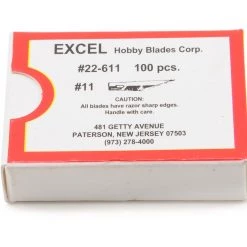 EXCEL Hobby Blades Corp.
#22-611 100 pcs.
#11
CAUTION:
All blades have razor sharp edges.
Handle with care.
481 GETTY AVENUE
PATERSON, NEW JERSEY 07503
(973) 278-4000